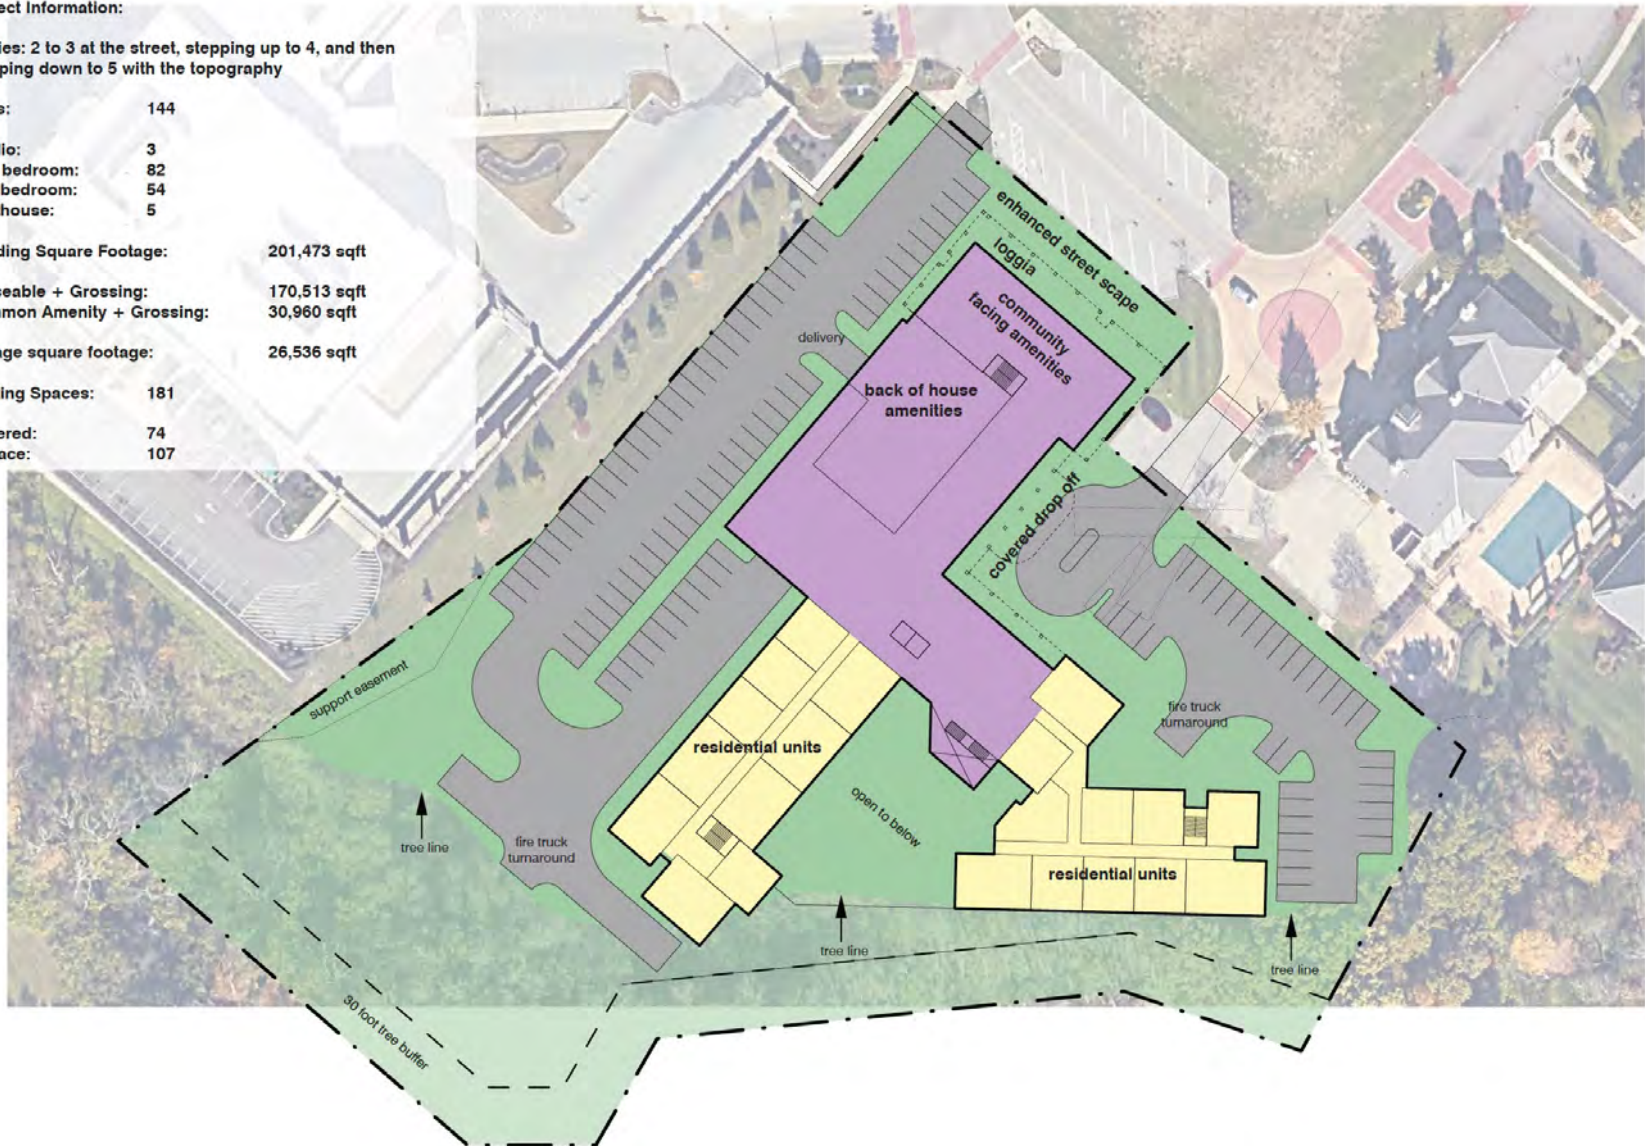 ect Information:
ies: 2 to 3 at the street, stepping up to 4, and then
ping down to 5 with the topography
s: 144
io: 3
bedroom: 82
bedroom: 54
house: 5
ding Square Footage: 201,473 sqft
seable + Grossing: 170,513 sqft
mmon Amenity + Grossing: 30,960 sqft
age square footage: 26,536 sqft
ing Spaces: 181
ered: 74
ace: 107
enhanced street scape
loggia
community
facing amenities
delivery
back of house
amenities
covered drop off
support easement
fire truck
turnaround
residential units
open to below
tree line
fire truck
turnaround
residential units
tree line
tree line
30 foot tree buffer